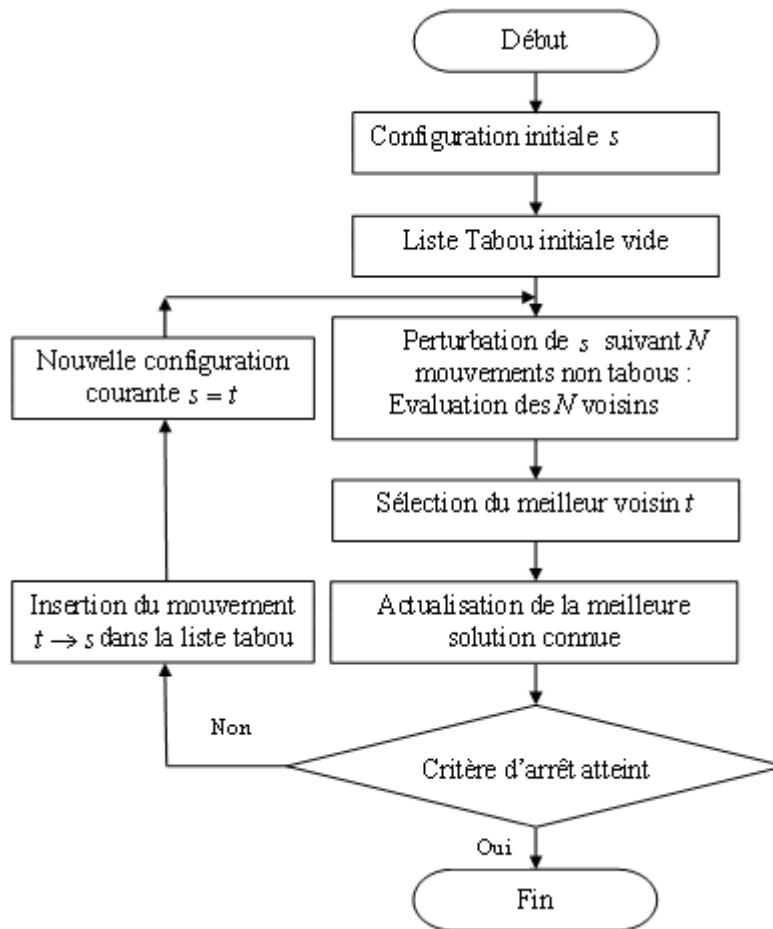 Début
Configuration initiale s
Liste Tabou initiale vide
Perturbation de s suivant N
mouvements non tabous :
Evaluation des N voisins
Sélection du meilleur voisin t
Actualisation de la meilleure
solution connue
Critère d'arrêt atteint
Non
Insertion du mouvement
t → s dans la liste tabou
Nouvelle configuration
courante s = t
Oui
Fin